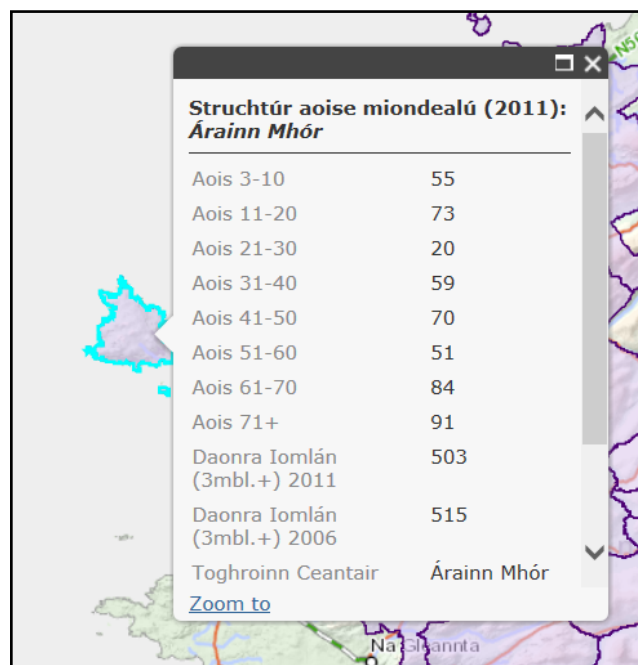 N56
Struchtúr aoise miondealú (2011):
Árainn Mhór
Aois 3-10 55
Aois 11-20 73
Aois 21-30 20
Aois 31-40 59
Aois 41-50 70
Aois 51-60 51
Aois 61-70 84
Aois 71+ 91
Daonra Iomlán 503
(3mbl.+) 2011
Daonra Iomlán 515
(3mbl.+) 2006
Toghroinn Ceantair Árainn Mhór
Zoom to
Na Gleannta